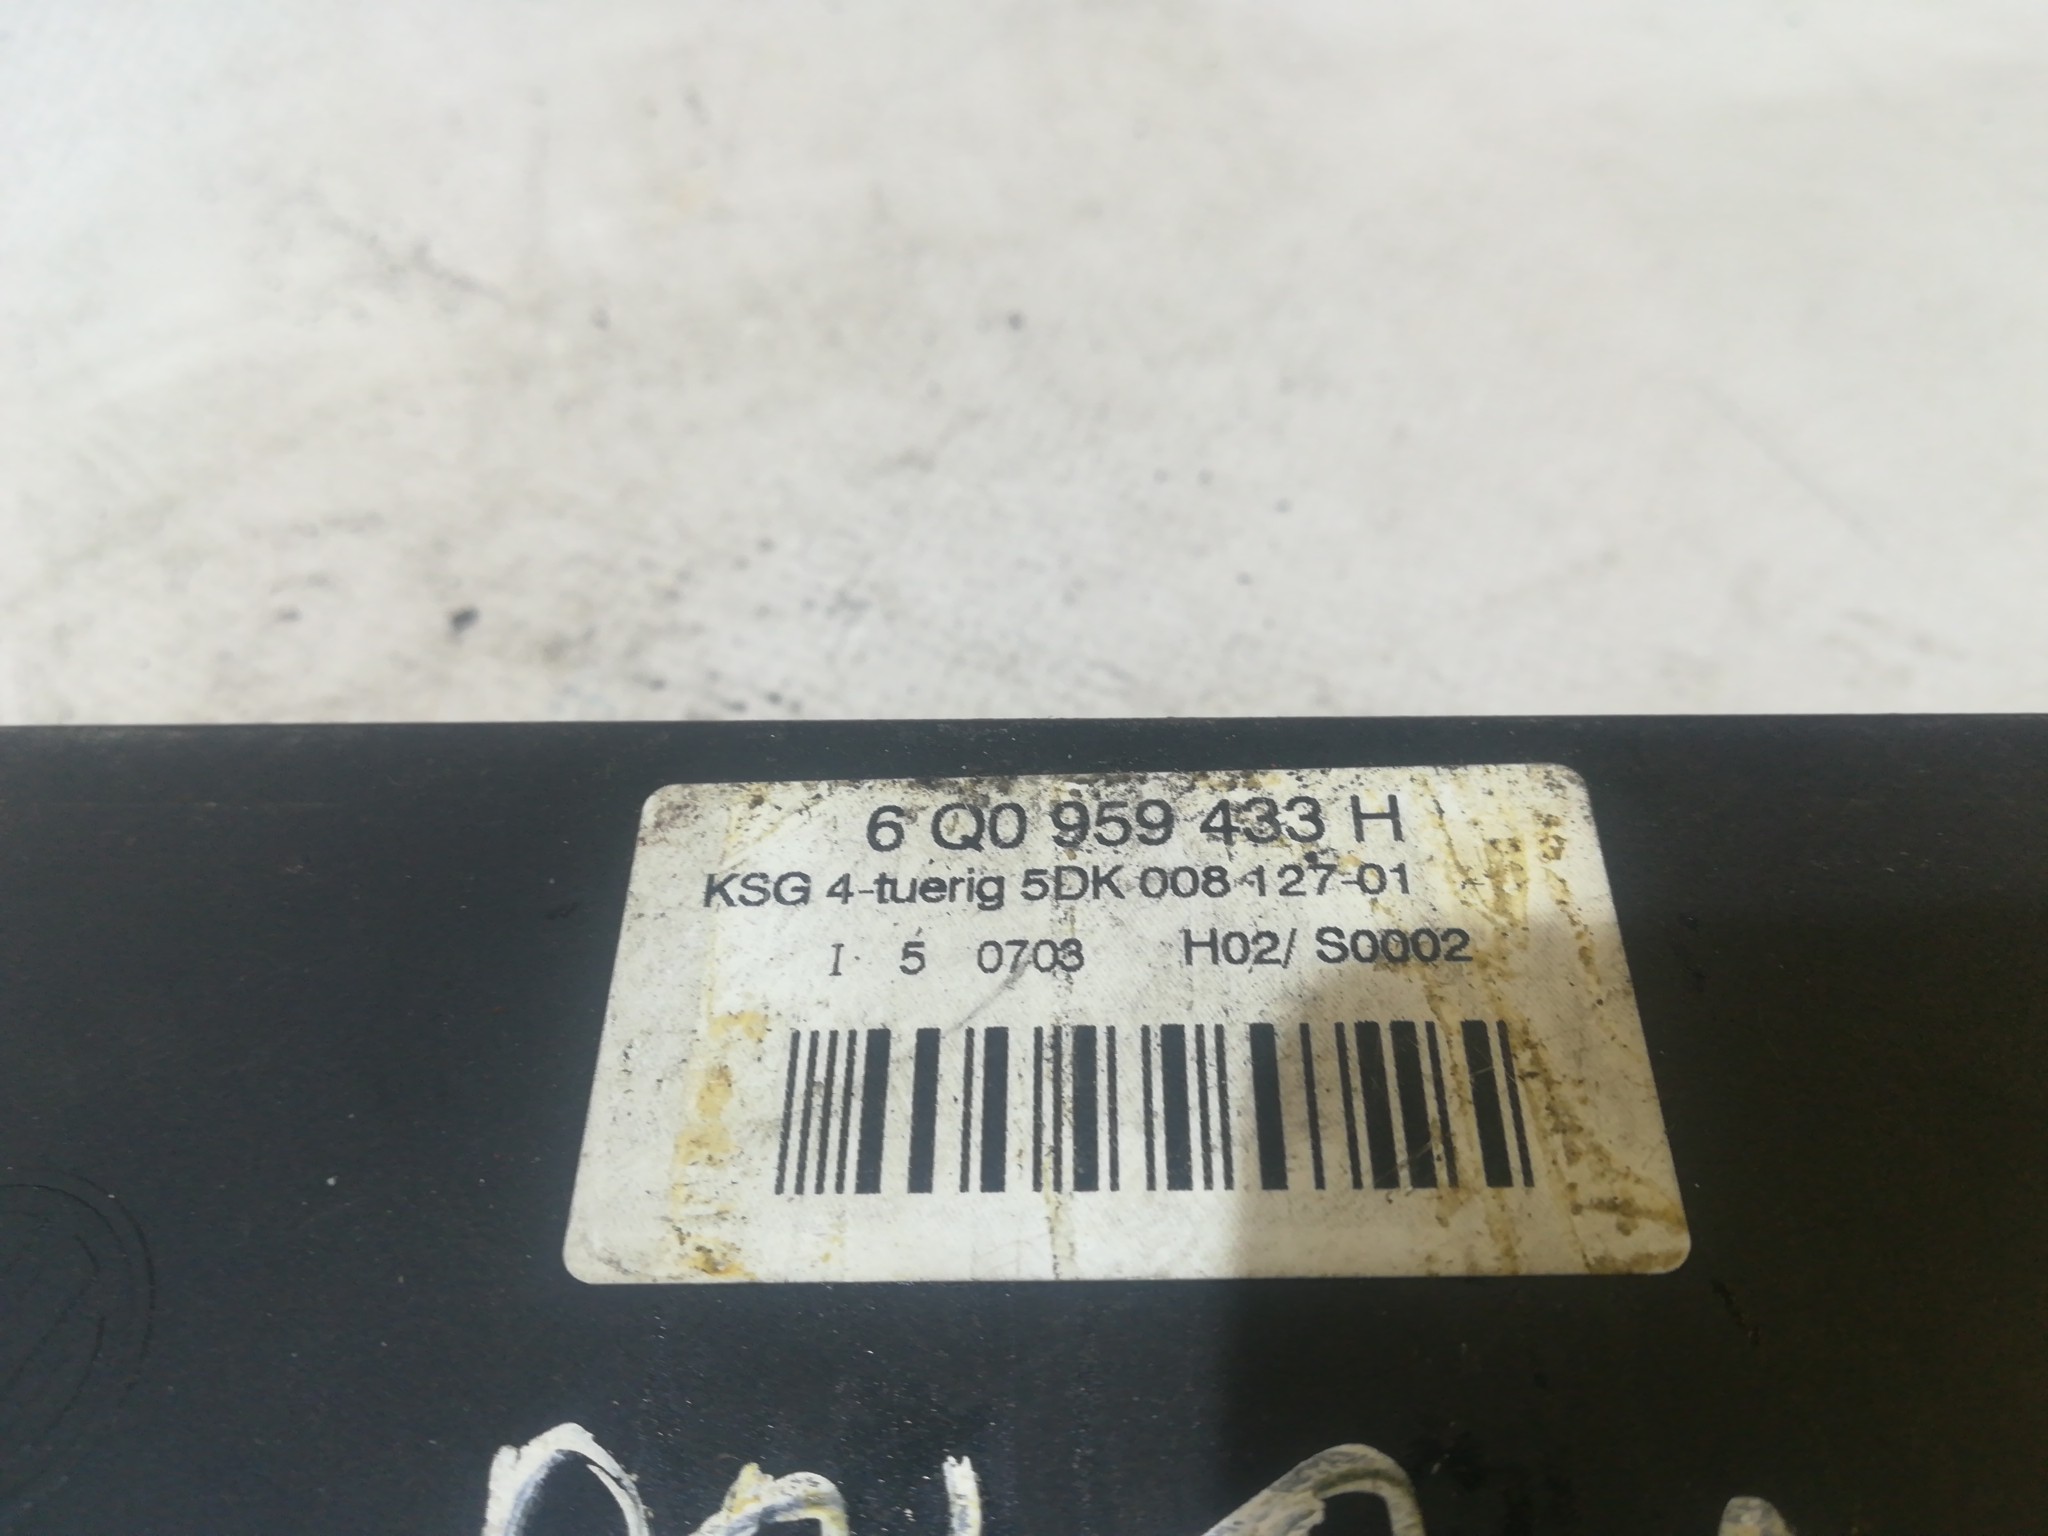 6 Q0 959 433 H
KSG 4-tuerig 5DK 008 127-01
I 5 0703 H02/ S0002